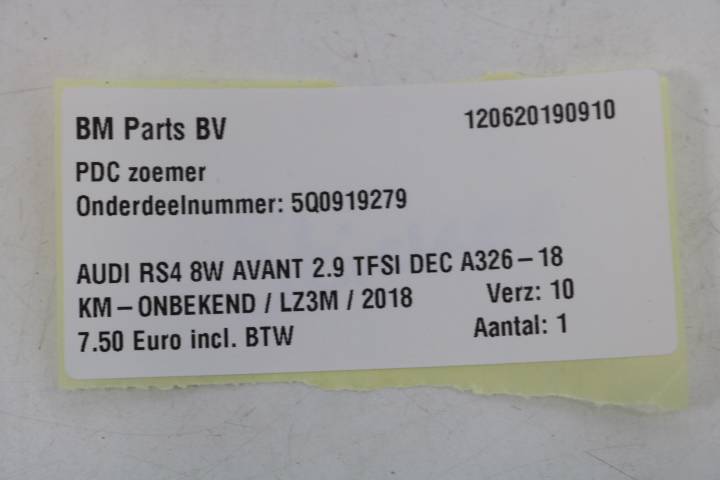 BM Parts BV
120620190910
PDC zoemer
Onderdeelnummer: 5Q0919279
AUDI RS4 8W AVANT 2.9 TFSI DEC A326-18
KM-ONBEKEND / LZ3M / 2018 Verz: 10
7.50 Euro incl. BTW Aantal: 1